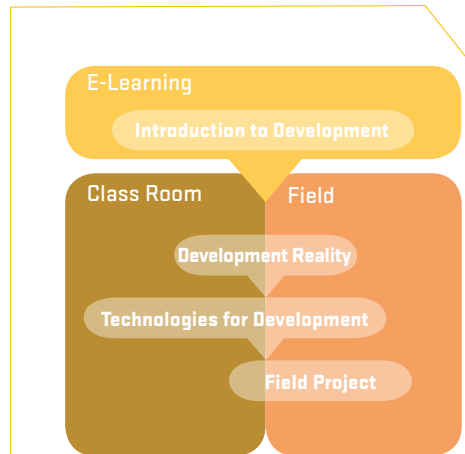 E-Learning
Introduction to Development
Class Room
Field
Development Reality
Technologies for Development
Field Project